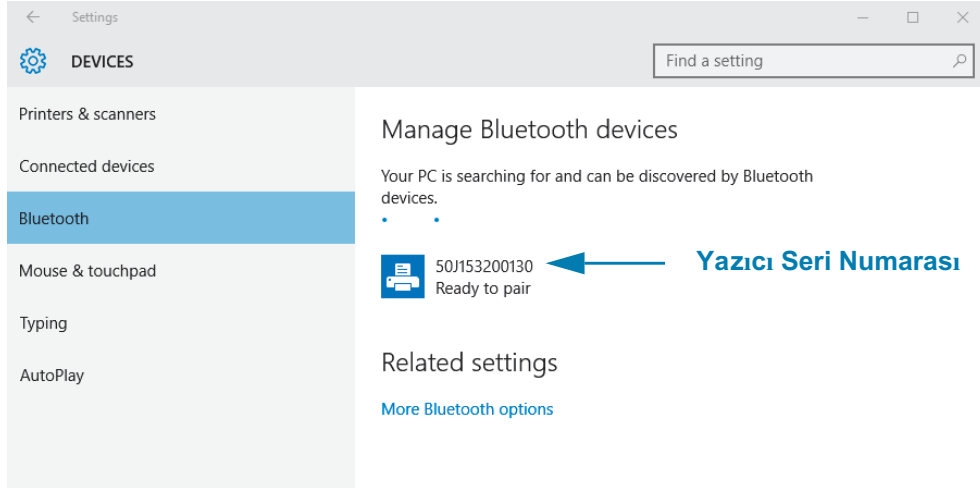 Settings
DEVICES
Find a setting
Printers & scanners
Connected devices
Bluetooth
Mouse & touchpad
Typing
AutoPlay
Manage Bluetooth devices
Your PC is searching for and can be discovered by Bluetooth
devices.
50J153200130
Ready to pair
Yazıcı Seri Numarası
Related settings
More Bluetooth options